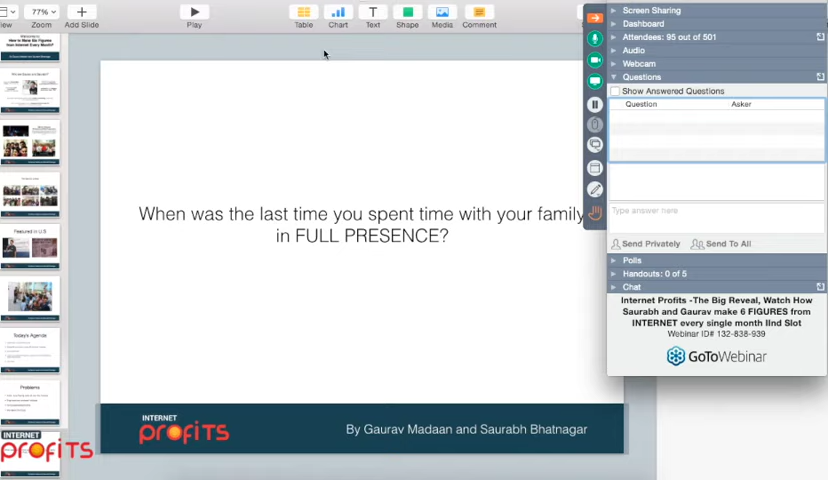 77%
Zoom
Add Slide
Play
Table
Chart
Text
Shape
Media
Comment
When was the last time you spent time with your family
in FULL PRESENCE?
INTERNET
profits
By Gaurav Madaan and Saurabh Bhatnagar
Featured in U.S
Today's Agenda
Problems
INTERNET
profits
Screen Sharing
Dashboard
Attendees: 95 out of 501
Audio
Webcam
Questions
Show Answered Questions
Question
Asker
Type answer here
Send Privately
Send To All
Polls
Handouts: 0 of 5
Chat
Internet Profits -The Big Reveal, Watch How
Saurabh and Gaurav make 6 FIGURES from
INTERNET every single month IInd Slot
Webinar ID# 132-838-939
GoToWebinar